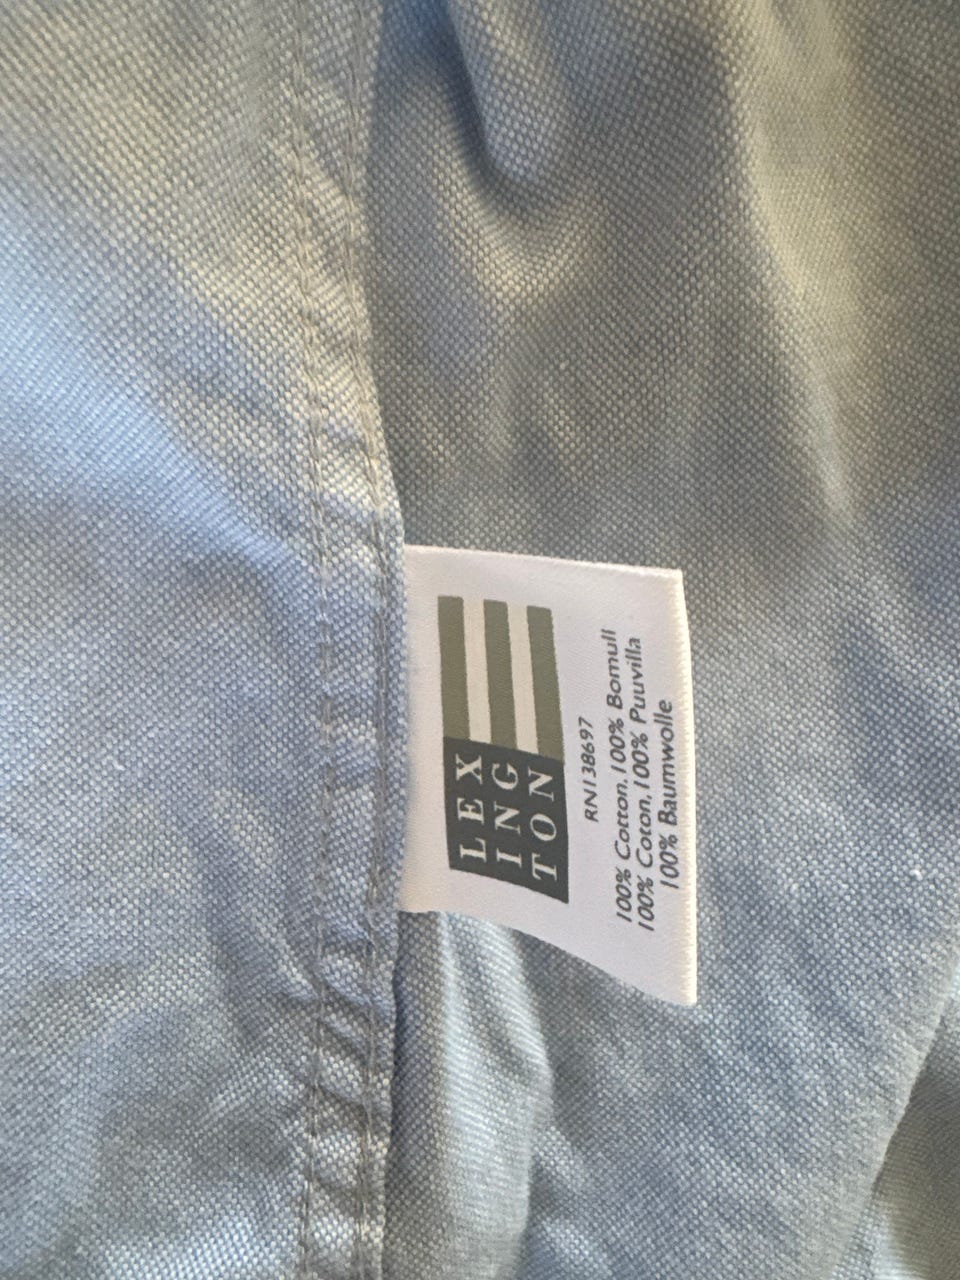 LEX
ING
TON
RN138697
100% Cotton, 100% Bomull
100% Coton, 100% Puuvilla
100% Baumwolle